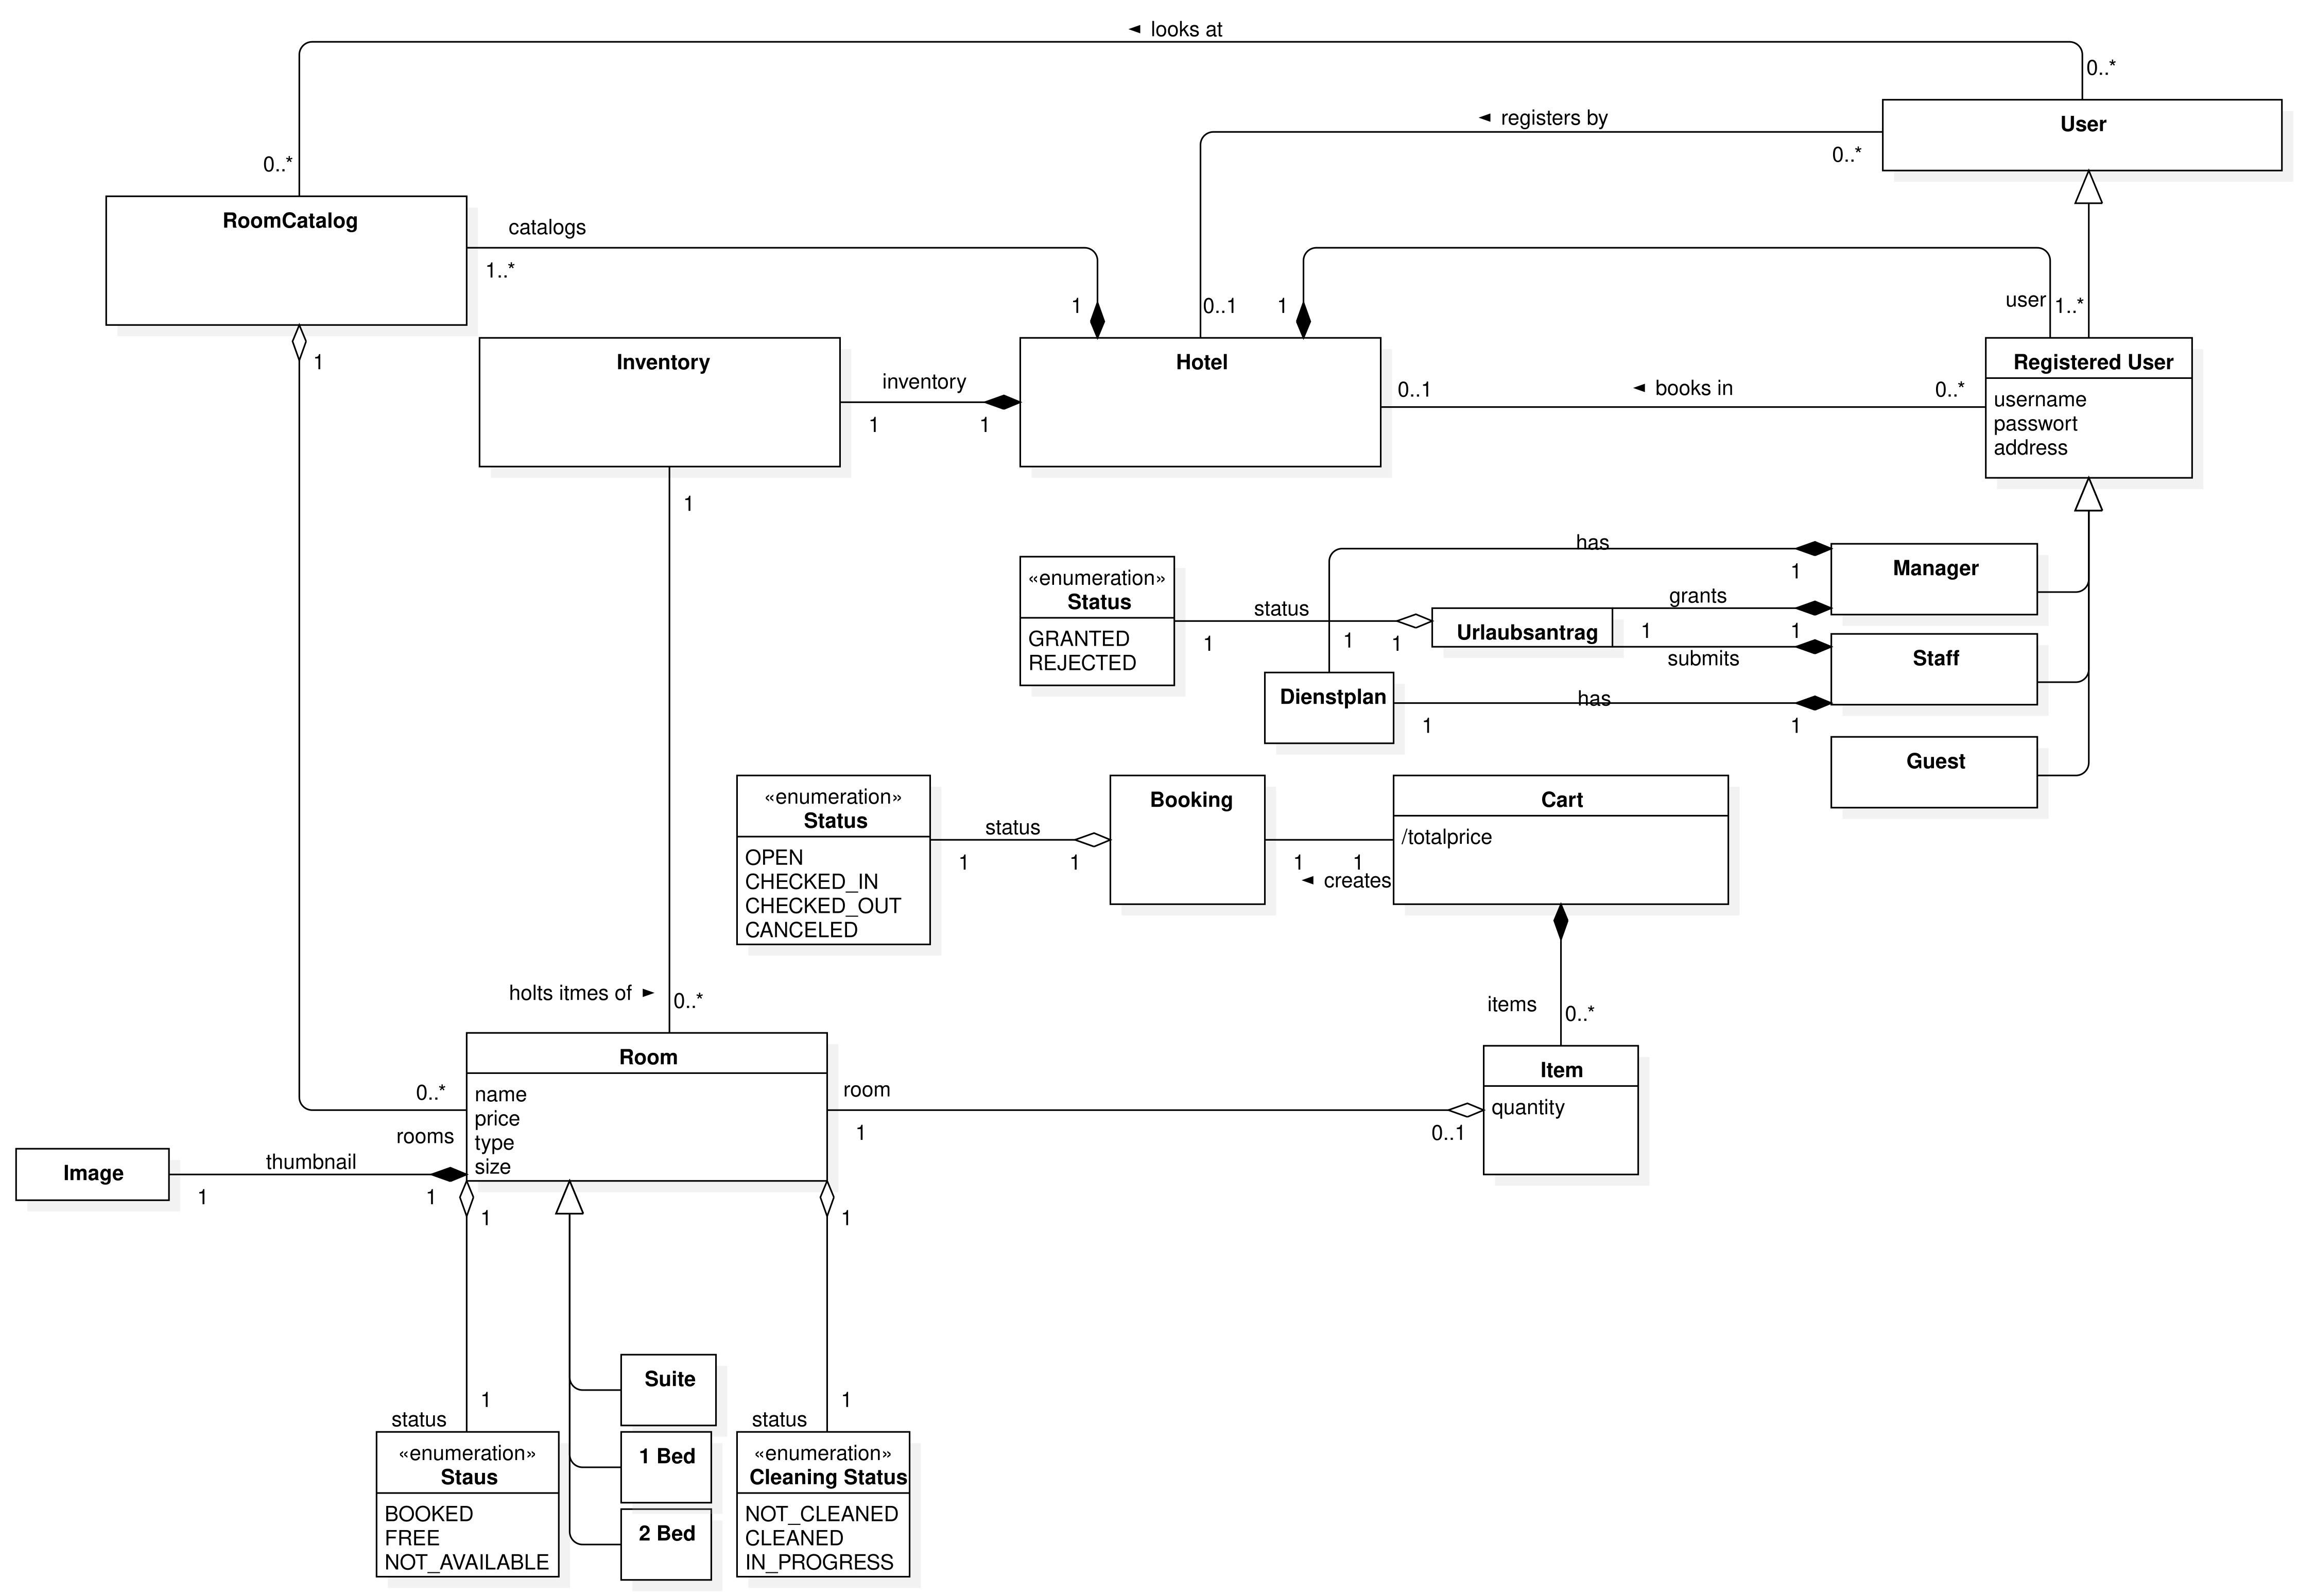 ◄ looks at
0..*
◄ registers by
User
0..*
0..*
RoomCatalog
catalogs
1..*
1
0..1
1
user
1..*
1
Inventory
Hotel
Registered User
inventory
1
1
0..1
◄ books in
0..*
username
passwort
address
1
has
1
Manager
«enumeration»
Status
GRANTED
REJECTED
status
1
1
1
Urlaubsantrag
grants
1
1
submits
Staff
Dienstplan
has
1
1
Guest
«enumeration»
Status
OPEN
CHECKED_IN
CHECKED_OUT
CANCELED
status
1
1
Booking
1
1
◄ creates
Cart
/totalprice
holts itmes of ►
0..*
items
0..*
Room
name
price
type
size
0..*
rooms
room
1
0..1
Item
quantity
Image
thumbnail
1
1
1
1
Suite
1
1
status
status
«enumeration»
Staus
BOOKED
FREE
NOT_AVAILABLE
1 Bed
2 Bed
«enumeration»
Cleaning Status
NOT_CLEANED
CLEANED
IN_PROGRESS